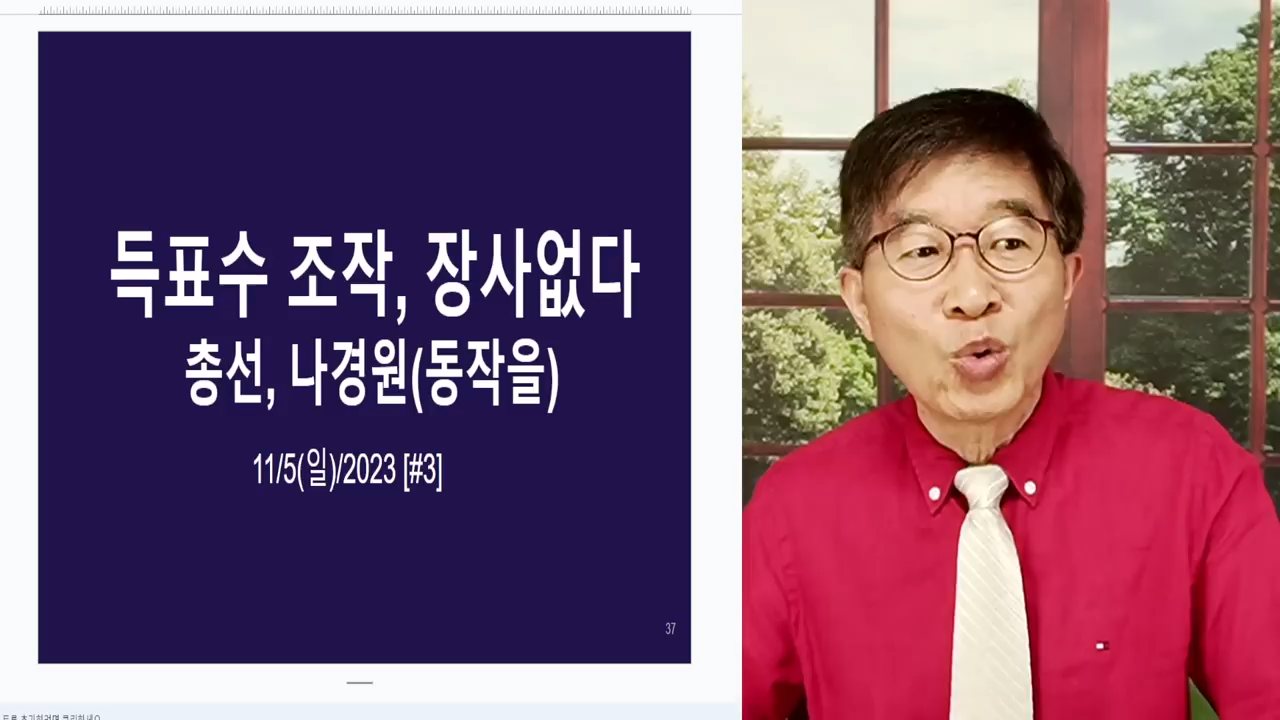 득표수 조작, 장사없다
총선, 나경원(동작을)
11/5(일)/2023 [#3]
37